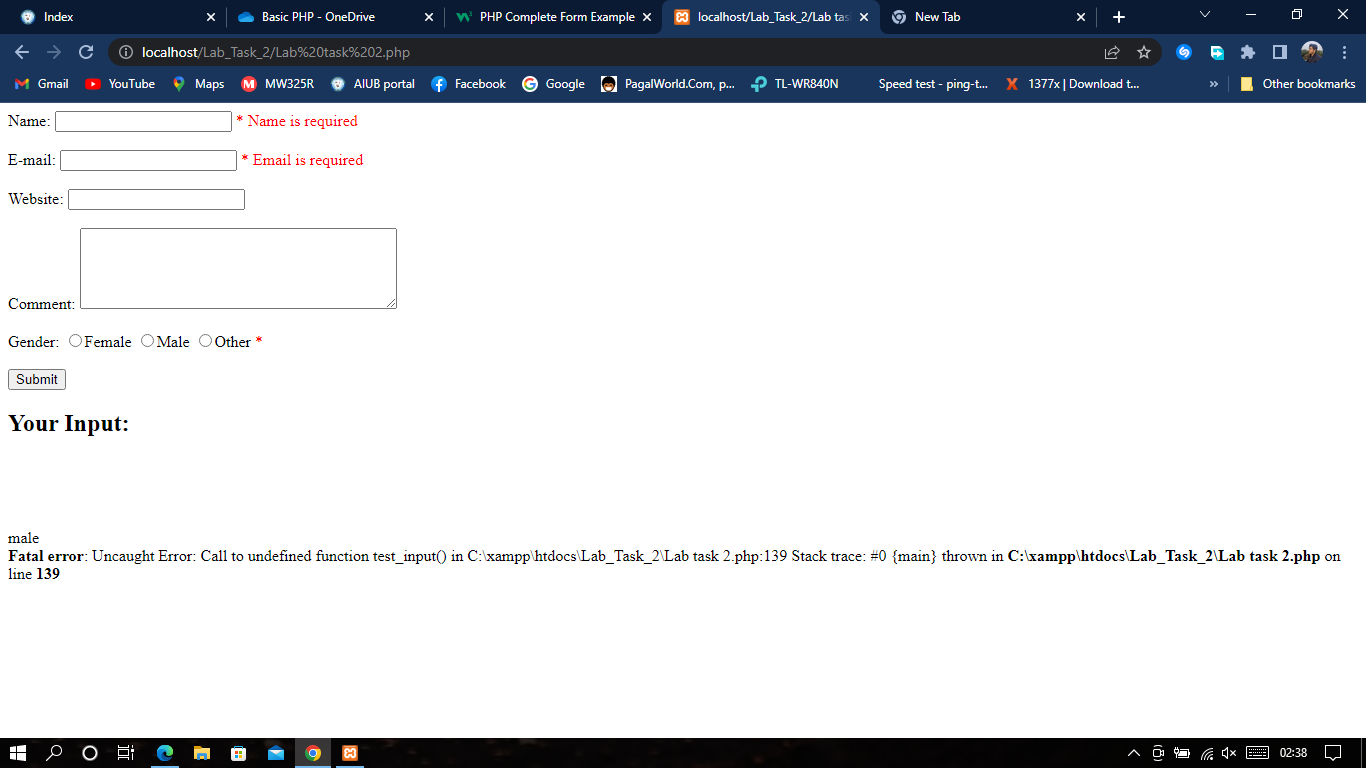 Index
Basic PHP - OneDrive
PHP Complete Form Example
localhost/Lab_Task_2/Lab tas
New Tab
localhost/Lab_Task_2/Lab%20task%202.php
Gmail YouTube Maps MW325R AIUB portal Facebook Google PagalWorld.Com, p... TL-WR840N Speed test - ping-t... 1377x | Download t... » Other bookmarks
Name: * Name is required
E-mail: * Email is required
Website:
Comment:
Gender: Female Male Other *
Submit
Your Input:
male
Fatal error: Uncaught Error: Call to undefined function test_input() in C:\xampp\htdocs\Lab_Task_2\Lab task 2.php:139 Stack trace: #0 {main} thrown in C:\xampp\htdocs\Lab_Task_2\Lab task 2.php on
line 139
02:38